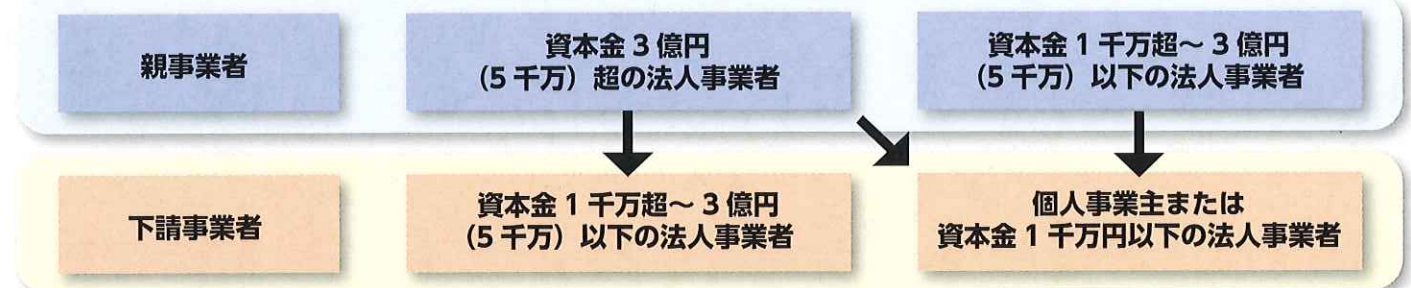 親事業者
資本金 3 億円
(5 千万) 超の法人事業者
資本金 1 千万超～ 3 億円
(5 千万) 以下の法人事業者
下請事業者
資本金 1 千万超～ 3 億円
(5 千万) 以下の法人事業者
個人事業主または
資本金 1 千万円以下の法人事業者